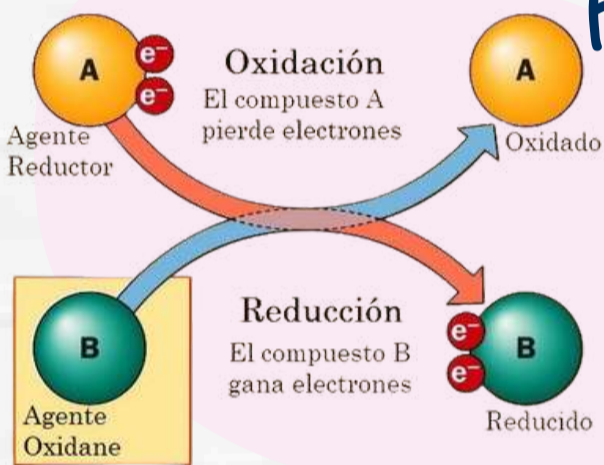 A
e⁻
e⁻
Agente
Reductor
Oxidación
El compuesto A
pierde electrones
A
Oxidado
B
Agente
Oxidane
Reducción
El compuesto B
gana electrones
e⁻
e⁻
B
Reducido